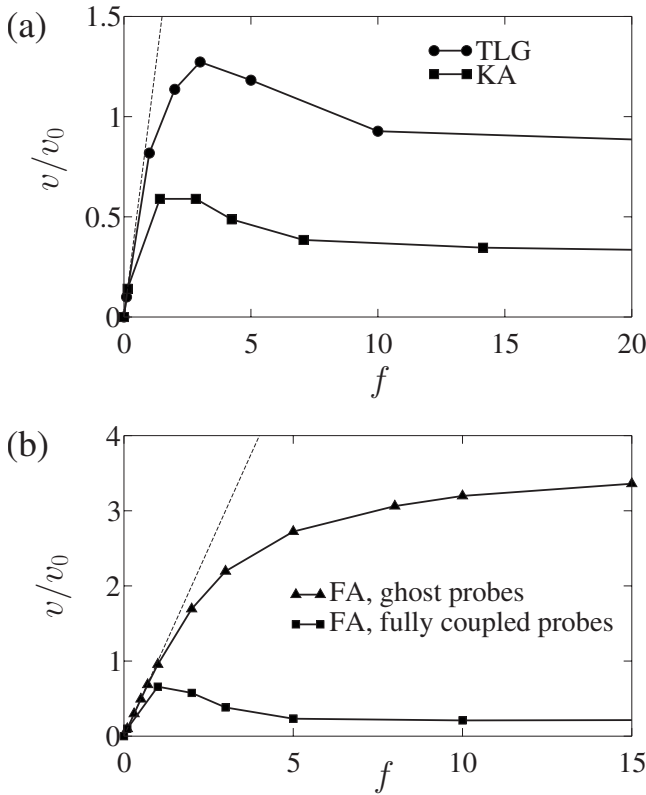 (a)
1.5
1
0.5
0
v/v₀
TLG
KA
0 5 10 15 20
f
(b)
4
3
2
1
0
v/v₀
FA, ghost probes
FA, fully coupled probes
0 5 10 15
f